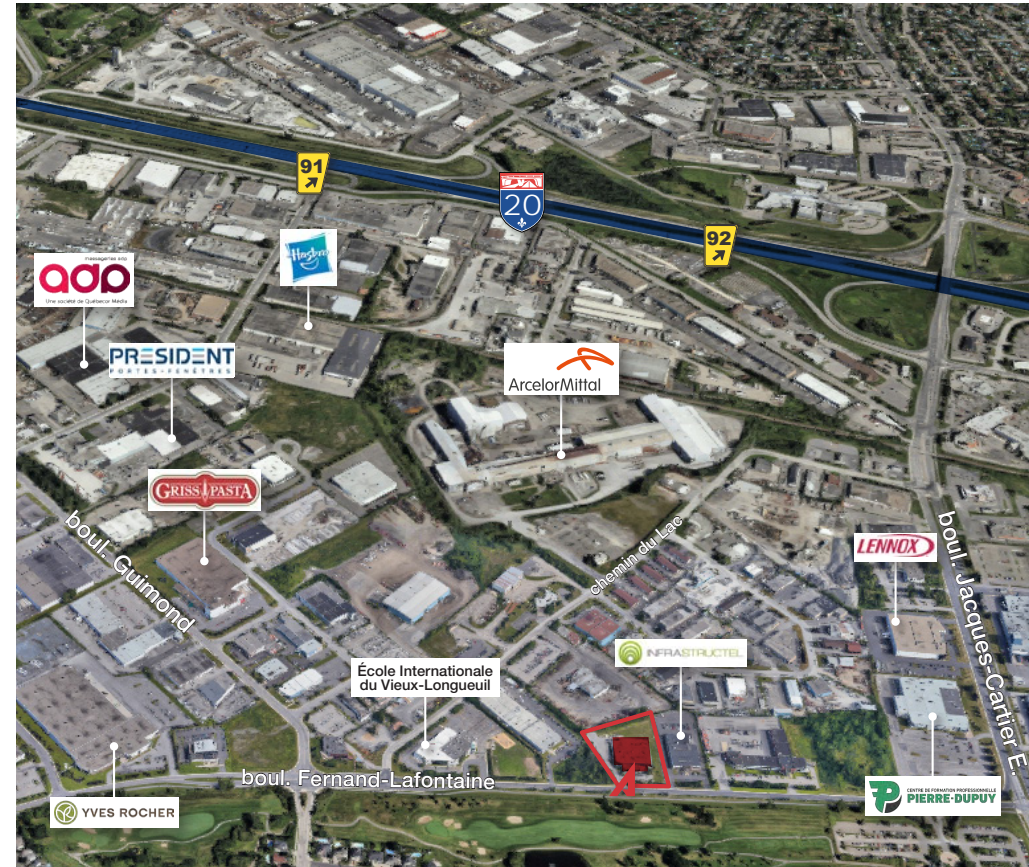 91
20
92
Hasbro
messageries adp
adp
Une société de Québecor Média
PRESIDENT
PORTES-FENÊTRES
ArcelorMittal
GRISSPASTA
boul. Guimond
chemin du Lac
LENNOX
boul. Jacques-Cartier E.
INFRASTRUCTEL
École Internationale
du Vieux-Longueuil
boul. Fernand-Lafontaine
YVES ROCHER
CENTRE DE FORMATION PROFESSIONNELLE
PIERRE-DUPUY